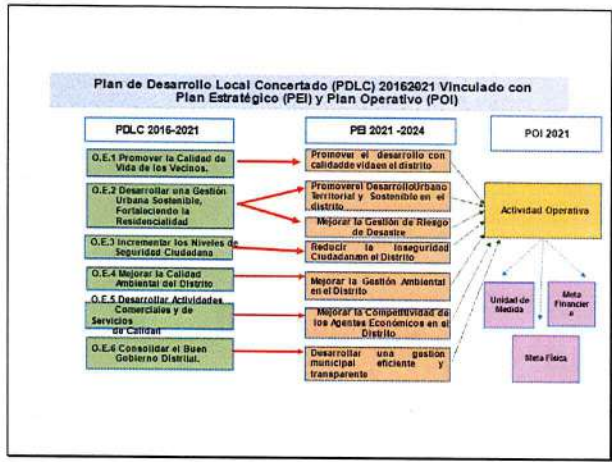 Plan de Desarrollo Local Concertado (PDLC) 20162021 Vinculado con
Plan Estratégico (PEI) y Plan Operativo (POI)
PDLC 2016-2021
PEI 2021 -2024
POI 2021
O.E.1 Promover la Calidad de
Vida de los Vecinos.
O.E.2 Desarrollar una Gestión
Urbana Sostenible,
Fortaleciendo la
Residencialidad
O.E.3 Incrementar los Niveles de
Seguridad Ciudadana
O.E.4 Mejorar la Calidad
Ambiental del Distrito
O.E.5 Desarrollar Actividades
Comerciales y de
Servicios
de Calidad
O.E.6 Consolidar el Buen
Gobierno Distrital.
Promover el desarrollo con
calidadde vidaen el distrito
Promoverel DesarrolloUrbano
Territorial y Sostenible en el
distrito
Mejorar la Gestión de Riesgo
de Desastre
Reducir la Inseguridad
Ciudadanaen el Distrito
Mejorar la Gestión Ambiental
en el Distrito
Mejorar la Competitividad de
los Agentes Económicos en el
Distrito
Desarrollar una gestión
municipal eficiente y
transparente
Actividad Operativa
Unidad de
Medida
Meta
Financier
a
Meta Física